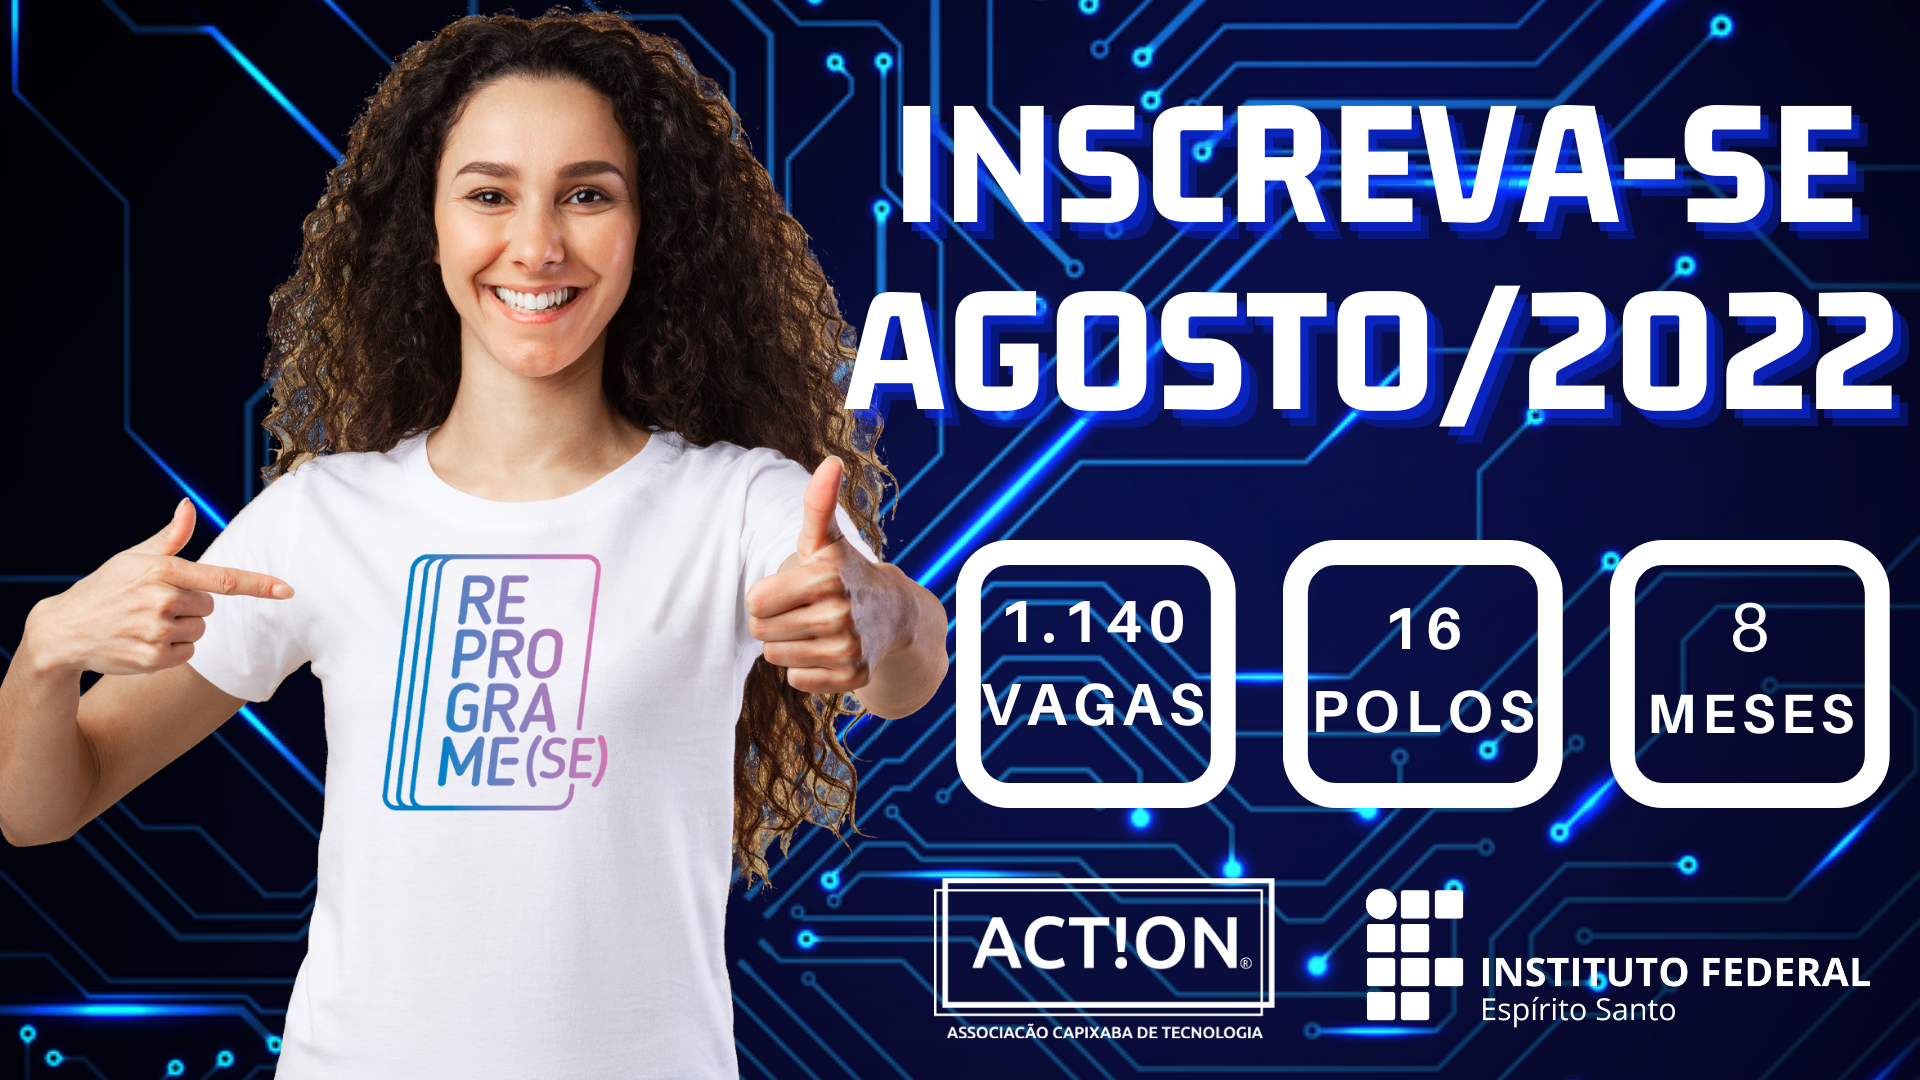 INSCREVA-SE
AGOSTO/2022
RE
PRO
GRA
ME(SE)
1.140
VAGAS
16
POLOS
8
MESES
ACT!ON®
ASSOCIACÃO CAPIXABA DE TECNOLOGIA
INSTITUTO FEDERAL
Espírito Santo